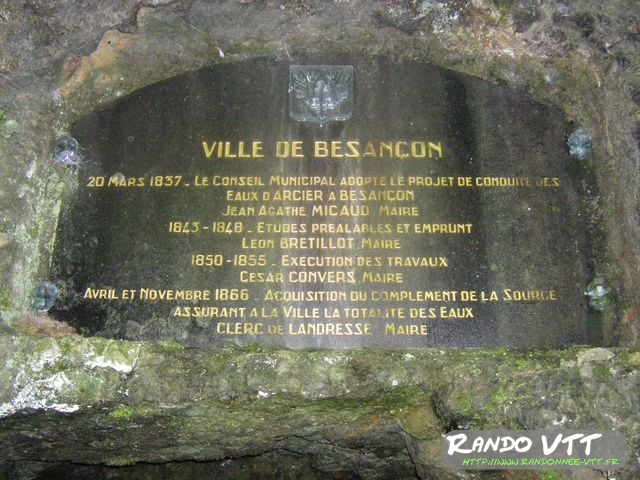 VILLE DE BESANÇON
20 MARS 1837 - LE CONSEIL MUNICIPAL ADOPTE LE PROJET DE CONDUITE DES
EAUX D'ARCIER A BESANCON
JEAN AGATHE MICAUD, MAIRE
1843-1848 - ETUDES PREALABLES ET EMPRUNT
LEON BRETILLOT, MAIRE
1850-1855 - EXECUTION DES TRAVAUX
CESAR CONVERS, MAIRE
AVRIL ET NOVEMBRE 1866 - ACQUISITION DU COMPLEMENT DE LA SOURCE
ASSURANT A LA VILLE LA TOTALITE DES EAUX
CLERC DE LANDRESSE MAIRE
RANDO VTT
HTTP://WWW.RANDONNEE-VTT.FR